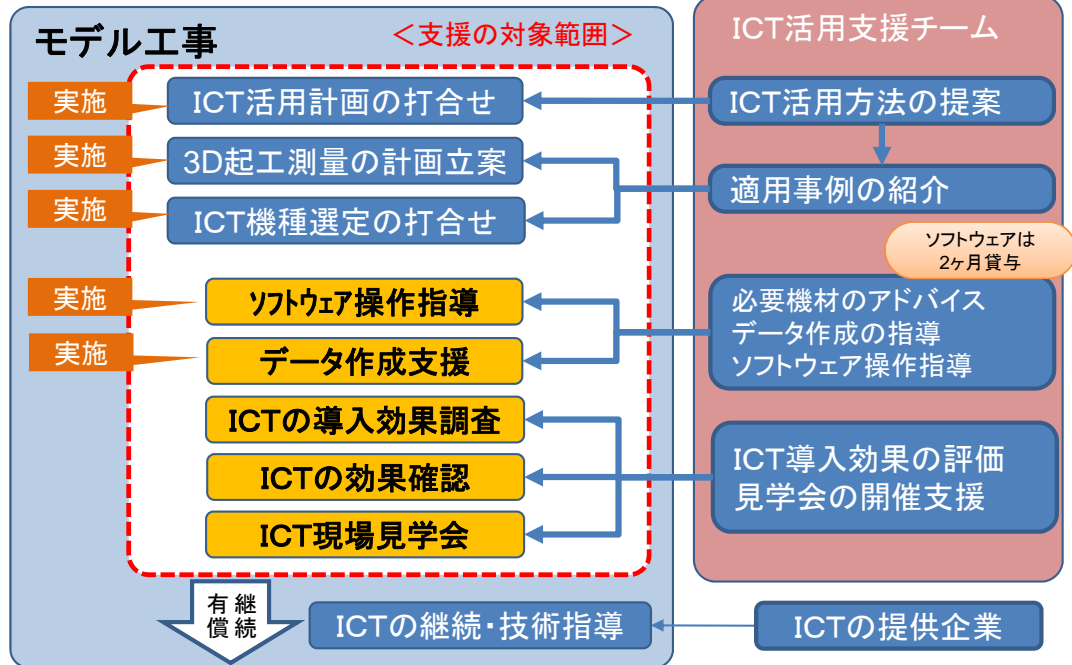 モデル工事
＜支援の対象範囲＞
実施
ICT活用計画の打合せ
実施
3D起工測量の計画立案
実施
ICT機種選定の打合せ
実施
ソフトウェア操作指導
実施
データ作成支援
ICTの導入効果調査
ICTの効果確認
ICT現場見学会
有償
継続
ICTの継続・技術指導
ICT活用支援チーム
ICT活用方法の提案
適用事例の紹介
ソフトウェアは
2ヶ月貸与
必要機材のアドバイス
データ作成の指導
ソフトウェア操作指導
ICT導入効果の評価
見学会の開催支援
ICTの提供企業